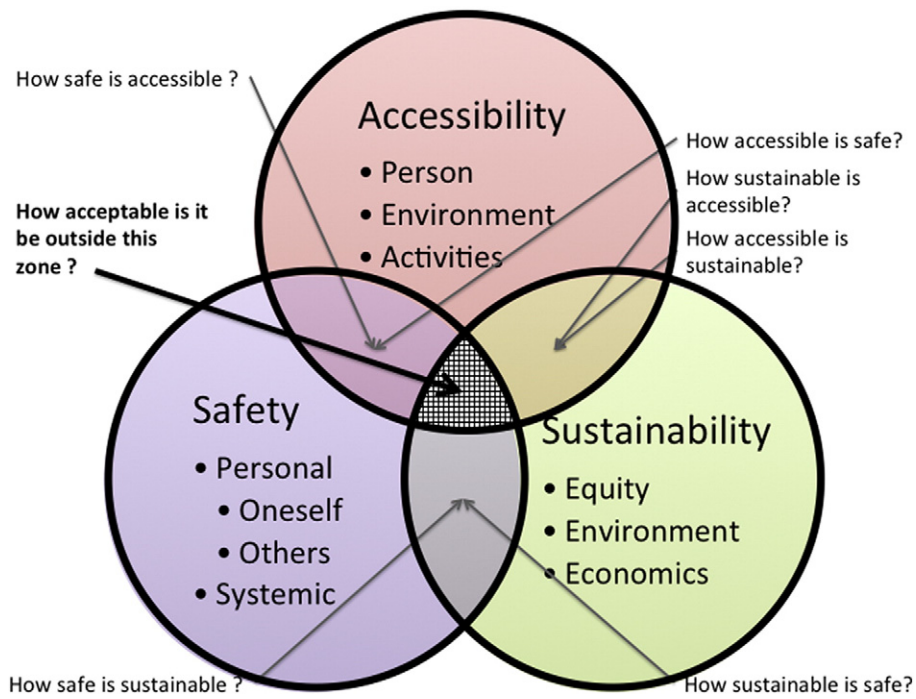 How safe is accessible ?
Accessibility
• Person
• Environment
• Activities
How accessible is safe?
How sustainable is
accessible?
How accessible is
sustainable?
How acceptable is it
be outside this
zone ?
Safety
• Personal
• Oneself
• Others
• Systemic
Sustainability
• Equity
• Environment
• Economics
How safe is sustainable ?
How sustainable is safe?